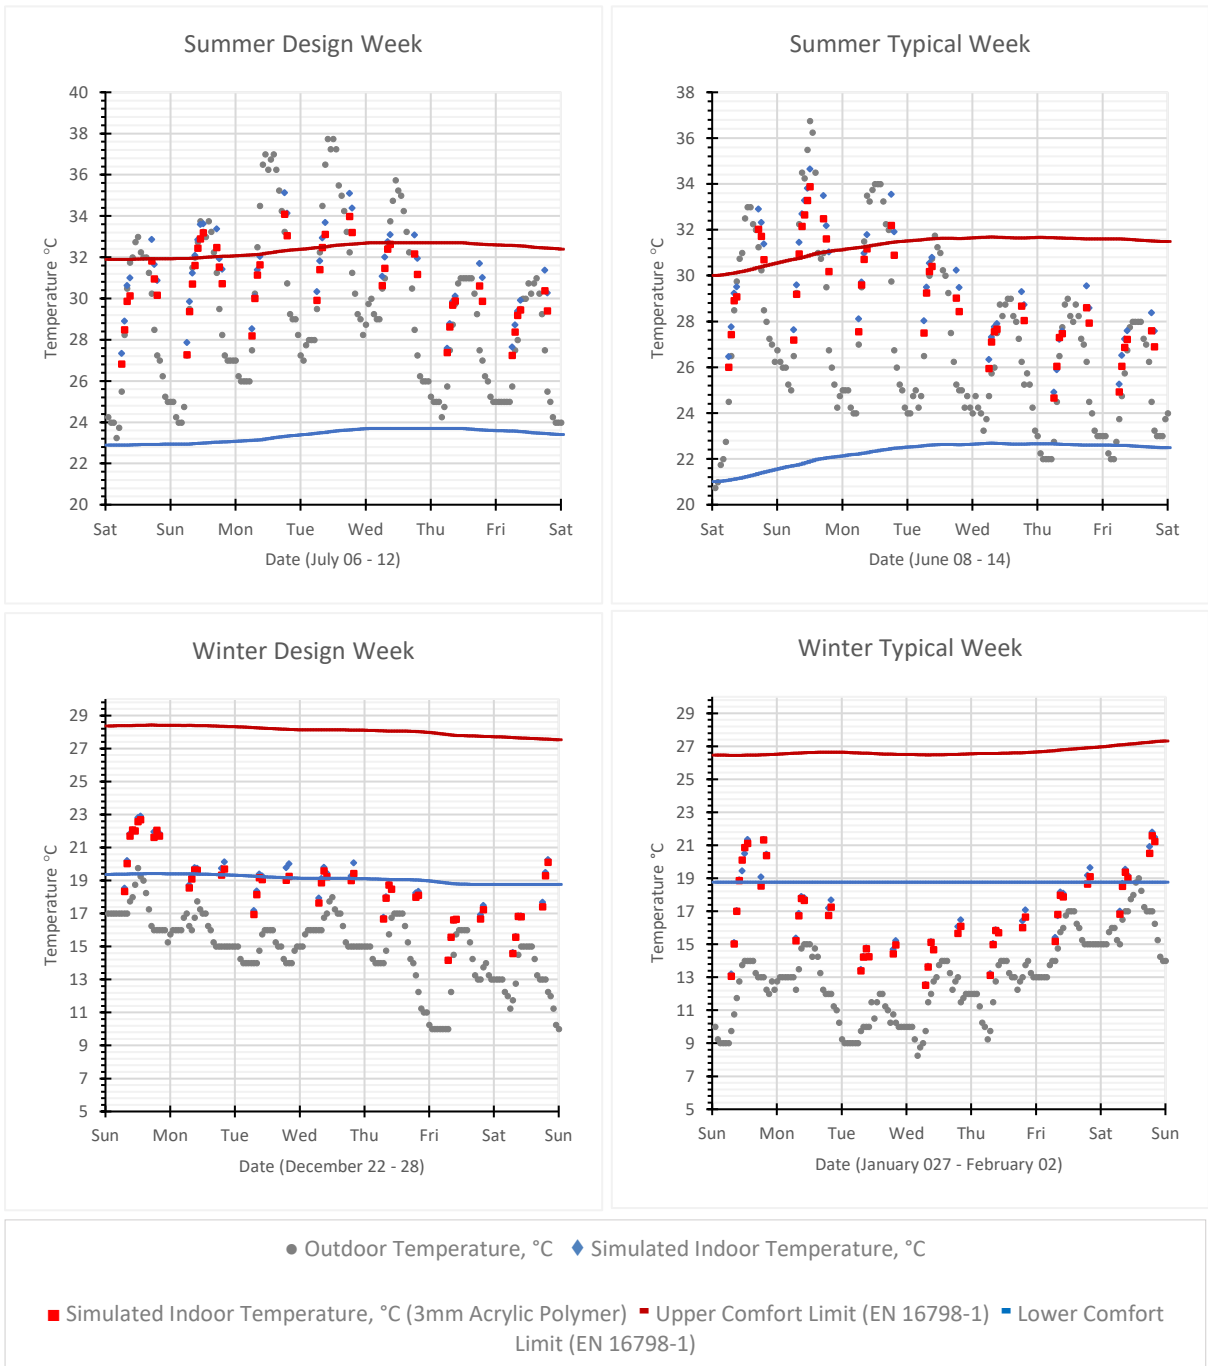 Summer Design Week
40
38
36
34
32
30
28
26
24
22
20
Temperature °C
Sat Sun Mon Tue Wed Thu Fri Sat
Date (July 06 - 12)
Summer Typical Week
38
36
34
32
30
28
26
24
22
20
Temperature °C
Sat Sun Mon Tue Wed Thu Fri Sat
Date (June 08 - 14)
Winter Design Week
29
27
25
23
21
19
17
15
13
11
9
7
5
Temperature °C
Sun Mon Tue Wed Thu Fri Sat Sun
Date (December 22 - 28)
Winter Typical Week
29
27
25
23
21
19
17
15
13
11
9
7
5
Temperature °C
Sun Mon Tue Wed Thu Fri Sat Sun
Date (January 027 - February 02)
Outdoor Temperature, °C Simulated Indoor Temperature, °C
Simulated Indoor Temperature, °C (3mm Acrylic Polymer) Upper Comfort Limit (EN 16798-1) Lower Comfort
Limit (EN 16798-1)